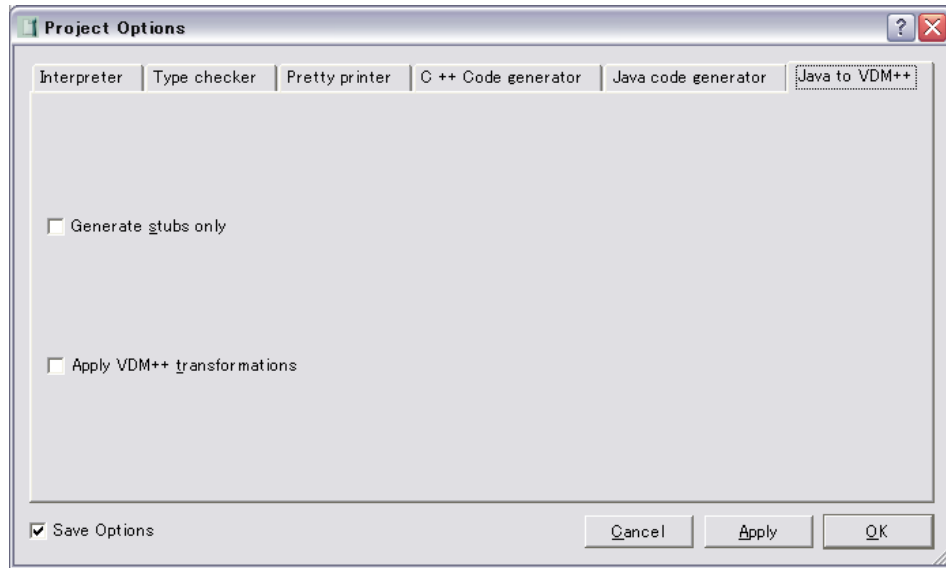 Project Options
Interpreter Type checker Pretty printer C ++ Code generator Java code generator Java to VDM++
Generate stubs only
Apply VDM++ transformations
Save Options Cancel Apply OK